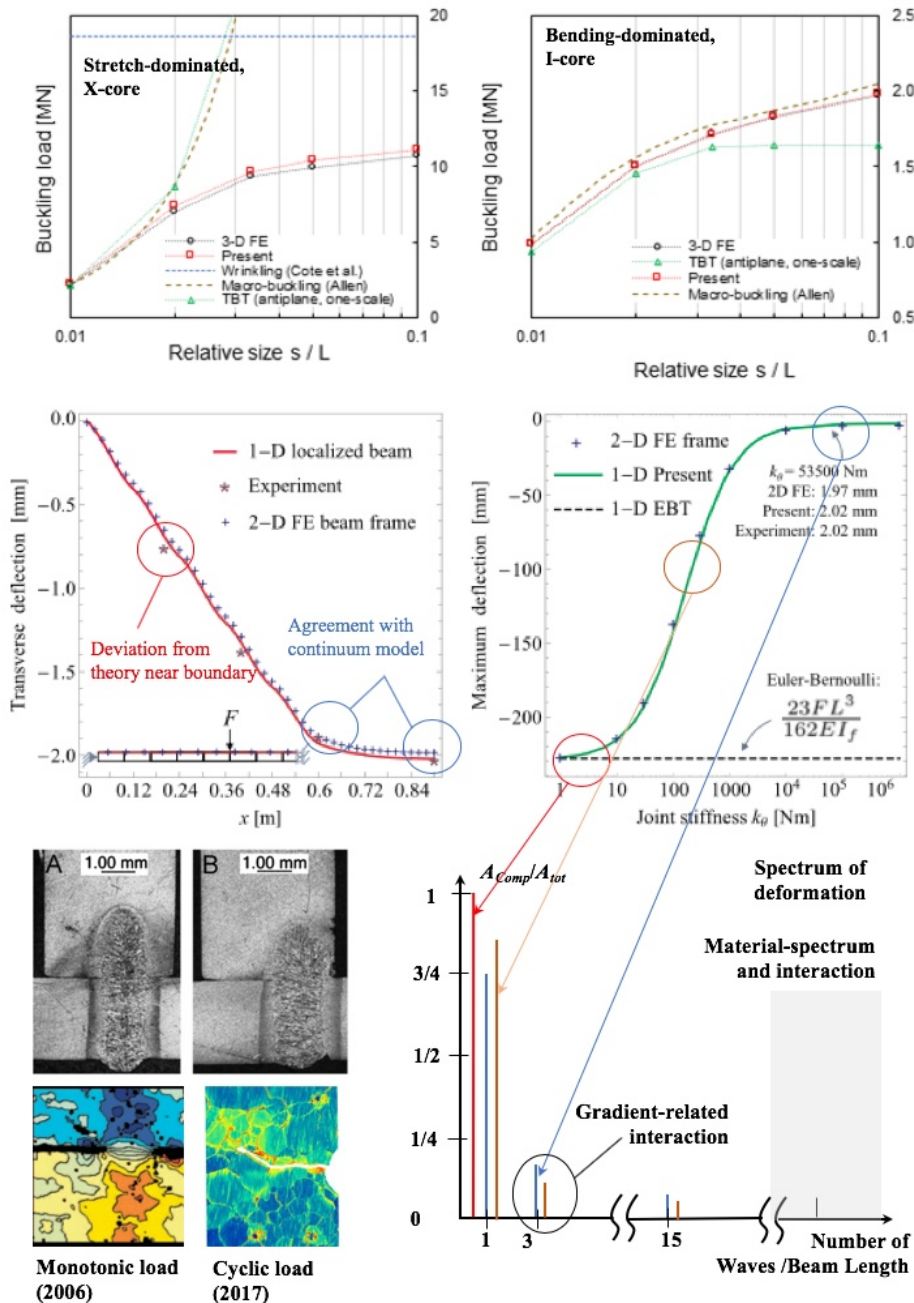 Stretch-dominated,
X-core
Buckling load [MN]
20
15
10
5
0
3-D FE
Present
Wrinkling (Cote et al.)
Macro-buckling (Allen)
TBT (antiplane, one-scale)
0.01
0.1
Relative size s / L
Bending-dominated,
I-core
Buckling load [MN]
2.0
1.5
1.0
2.5
3-D FE
TBT (antiplane, one-scale)
Present
Macro-buckling (Allen)
0.01
0.1
Relative size s / L
Transverse deflection [mm]
0.0
−0.5
−1.0
−1.5
−2.0
1−D localized beam
Experiment
2−D FE beam frame
Deviation from
theory near boundary
Agreement with
continuum model
F
0 0.12 0.24 0.36 0.48 0.6 0.72 0.84
x [m]
Maximum deflection [mm]
0
−50
−100
−150
−200
2−D FE frame
1−D Present
1−D EBT
kθ = 53500 Nm
2D FE: 1.97 mm
Present: 2.02 mm
Experiment: 2.02 mm
Euler-Bernoulli:
23FL³
162EI_f
1 10 100 1000 10⁴ 10⁵ 10⁶
Joint stiffness kθ [Nm]
A
1.00 mm
B
1.00 mm
Monotonic load
(2006)
Cyclic load
(2017)
A_Comp/A_tot
Spectrum of
deformation
Material-spectrum
and interaction
1
3/4
1/2
1/4
0
Gradient-related
interaction
1 3 15
Number of
Waves /Beam Length